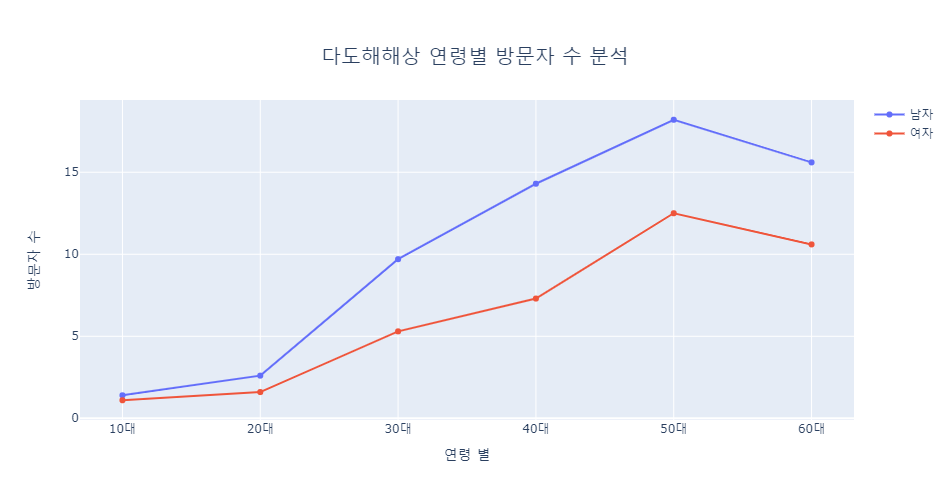 다도해해상 연령별 방문자 수 분석
남자
여자
방문자 수
15
10
5
0
10대
20대
30대
40대
50대
60대
연령 별